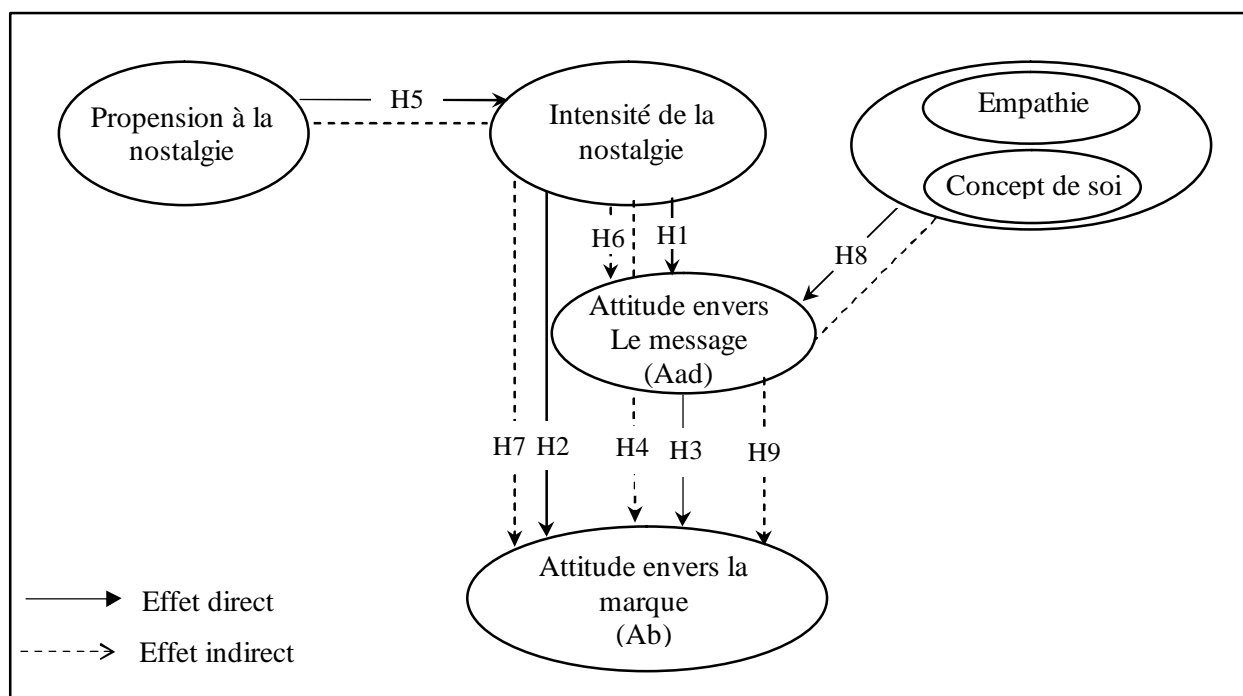 Propension à la
nostalgie
H5
Intensité de la
nostalgie
Empathie
Concept de soi
H6
H1
H8
Attitude envers
Le message
(Aad)
H7
H2
H4
H3
H9
Attitude envers la
marque
(Ab)
Effet direct
Effet indirect